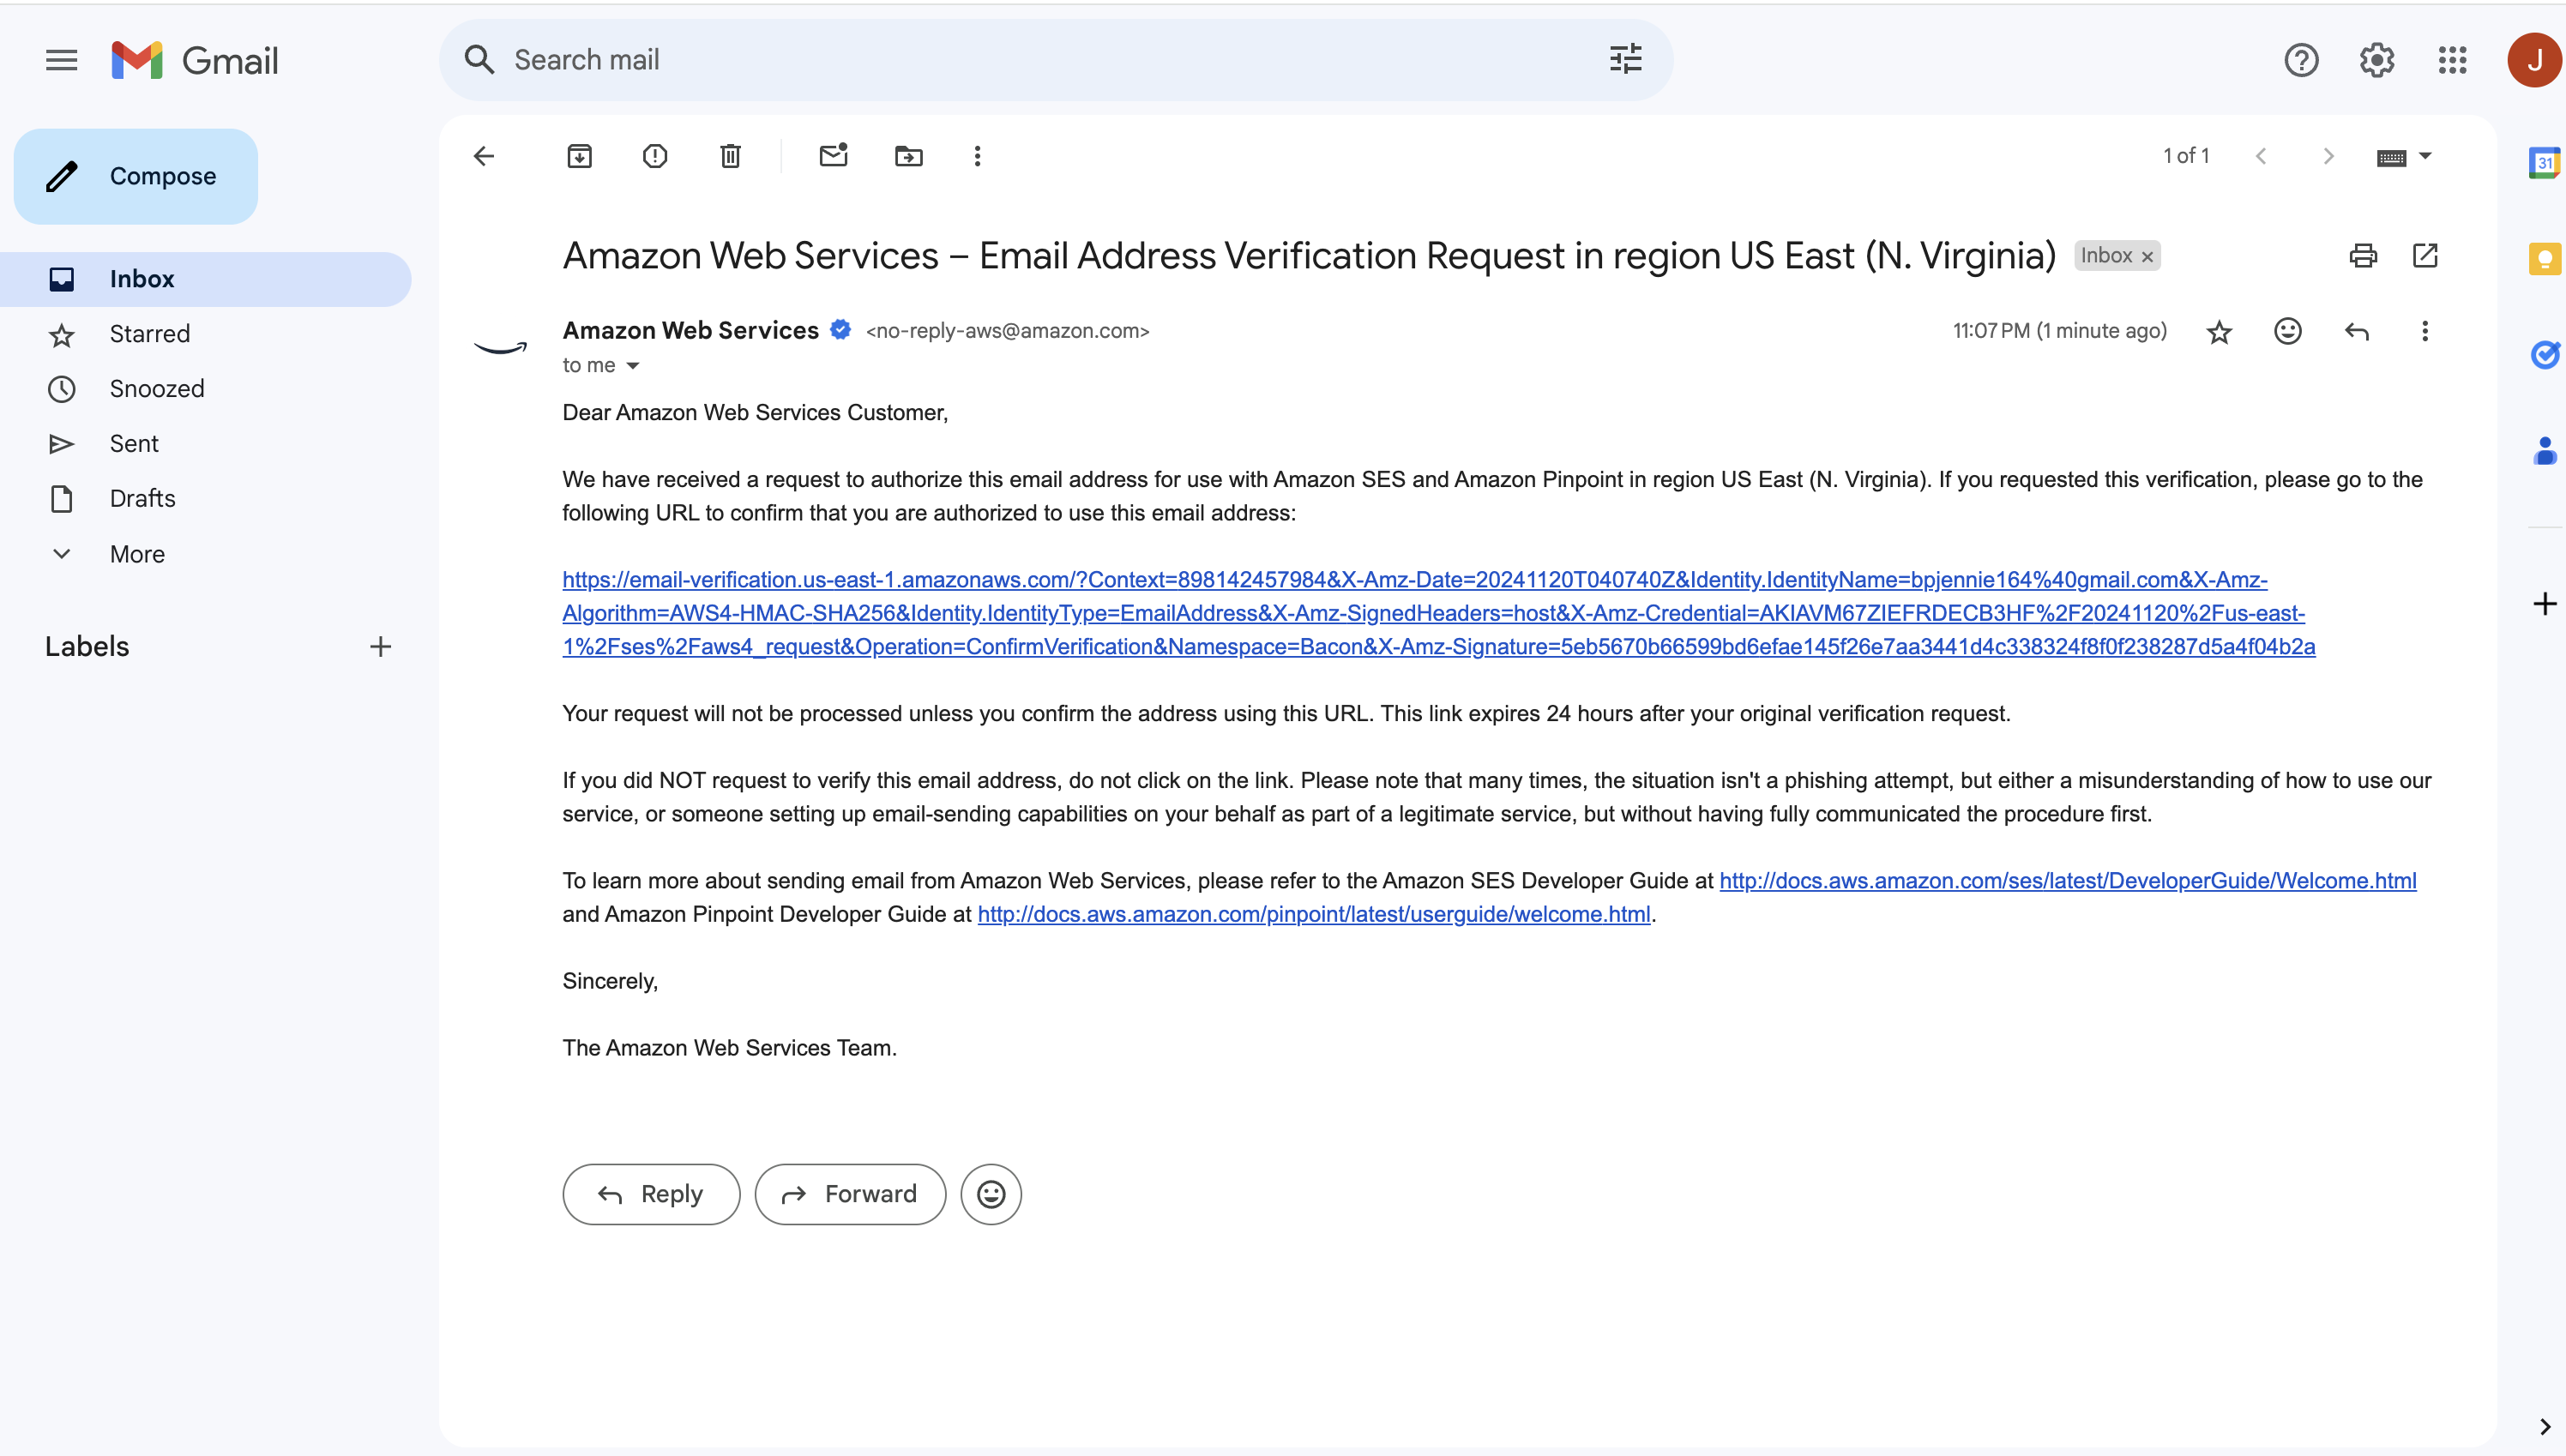 Gmail
Search mail
J
Compose
Inbox
Starred
Snoozed
Sent
Drafts
More
Labels
1 of 1
31
Amazon Web Services – Email Address Verification Request in region US East (N. Virginia) Inbox ×
Amazon Web Services <no-reply-aws@amazon.com>
11:07 PM (1 minute ago)
to me
Dear Amazon Web Services Customer,
We have received a request to authorize this email address for use with Amazon SES and Amazon Pinpoint in region US East (N. Virginia). If you requested this verification, please go to the
following URL to confirm that you are authorized to use this email address:
https://email-verification.us-east-1.amazonaws.com/?Context=898142457984&X-Amz-Date=20241120T040740Z&Identity.IdentityName=bpjennie164%40gmail.com&X-Amz-
Algorithm=AWS4-HMAC-SHA256&Identity.IdentityType=EmailAddress&X-Amz-SignedHeaders=host&X-Amz-Credential=AKIAVM67ZIEFRDECB3HF%2F20241120%2Fus-east-
1%2Fses%2Faws4_request&Operation=ConfirmVerification&Namespace=Bacon&X-Amz-Signature=5eb5670b66599bd6efae145f26e7aa3441d4c338324f8f0f238287d5a4f04b2a
Your request will not be processed unless you confirm the address using this URL. This link expires 24 hours after your original verification request.
If you did NOT request to verify this email address, do not click on the link. Please note that many times, the situation isn't a phishing attempt, but either a misunderstanding of how to use our
service, or someone setting up email-sending capabilities on your behalf as part of a legitimate service, but without having fully communicated the procedure first.
To learn more about sending email from Amazon Web Services, please refer to the Amazon SES Developer Guide at http://docs.aws.amazon.com/ses/latest/DeveloperGuide/Welcome.html
and Amazon Pinpoint Developer Guide at http://docs.aws.amazon.com/pinpoint/latest/userguide/welcome.html.
Sincerely,
The Amazon Web Services Team.
Reply
Forward